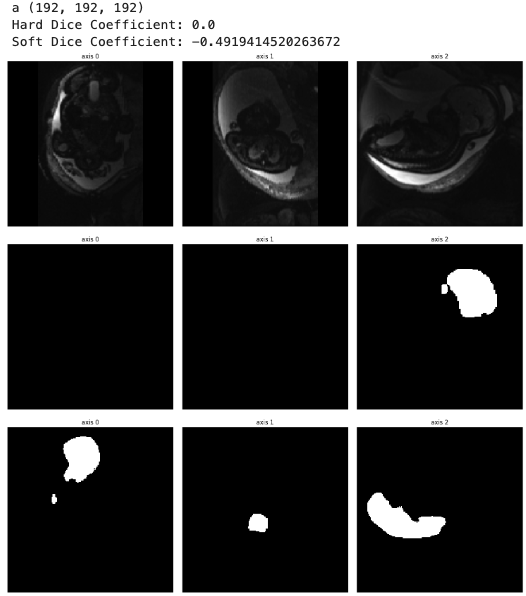 a (192, 192, 192)
Hard Dice Coefficient: 0.0
Soft Dice Coefficient: -0.4919414520263672
axis 0
axis 1
axis 2
axis 0
axis 1
axis 2
axis 0
axis 1
axis 2